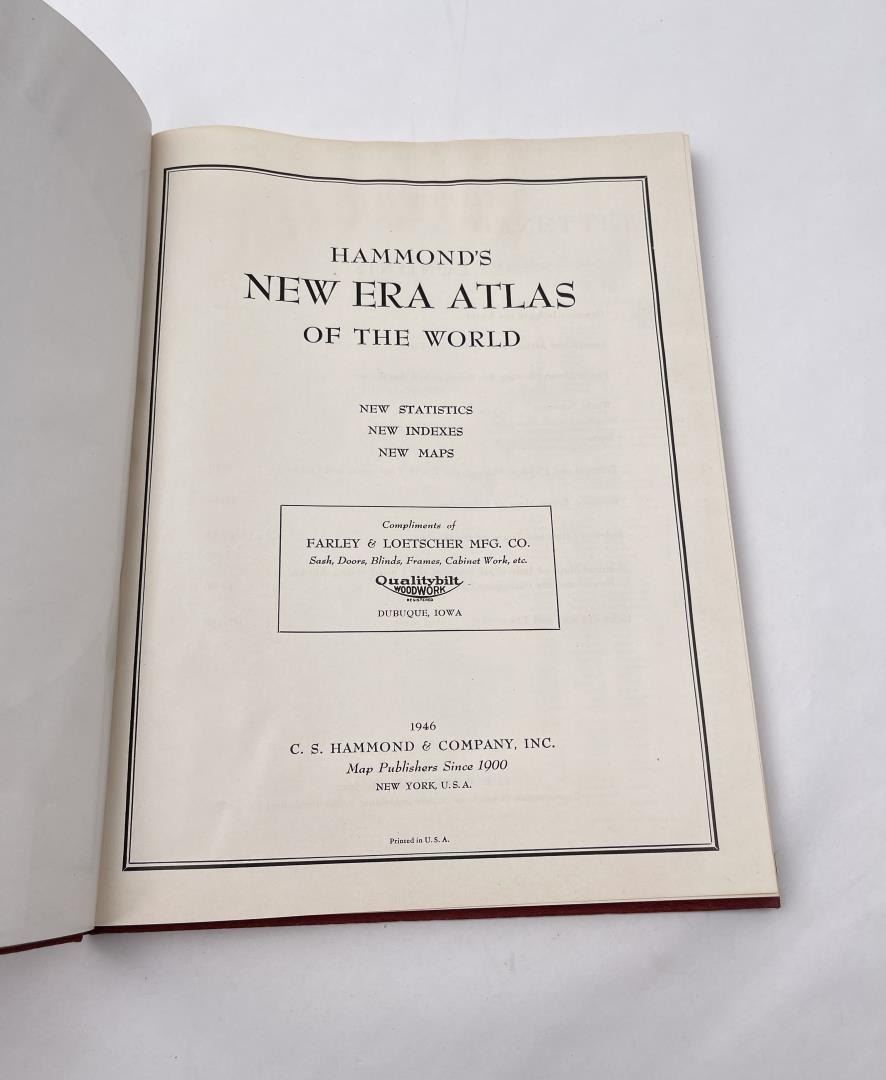 HAMMOND'S
NEW ERA ATLAS
OF THE WORLD
NEW STATISTICS
NEW INDEXES
NEW MAPS
Compliments of
FARLEY & LOETSCHER MFG. CO.
Sash, Doors, Blinds, Frames, Cabinet Work, etc.
Qualitybilt
WOODWORK
REGISTERED
DUBUQUE, IOWA
1946
C. S. HAMMOND & COMPANY, INC.
Map Publishers Since 1900
NEW YORK, U.S.A.
Printed in U. S. A.